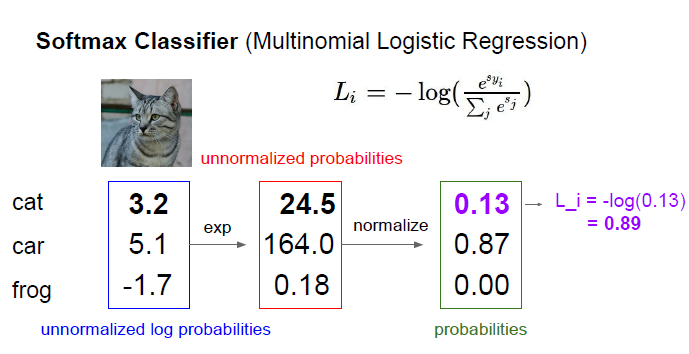 Softmax Classifier (Multinomial Logistic Regression)
L_i = − log(e^{s_{y_i}} / ∑_j e^{s_j})
unnormalized probabilities
cat 3.2 24.5 0.13 L_i = -log(0.13)
= 0.89
exp normalize
car 5.1 164.0 0.87
frog -1.7 0.18 0.00
unnormalized log probabilities probabilities